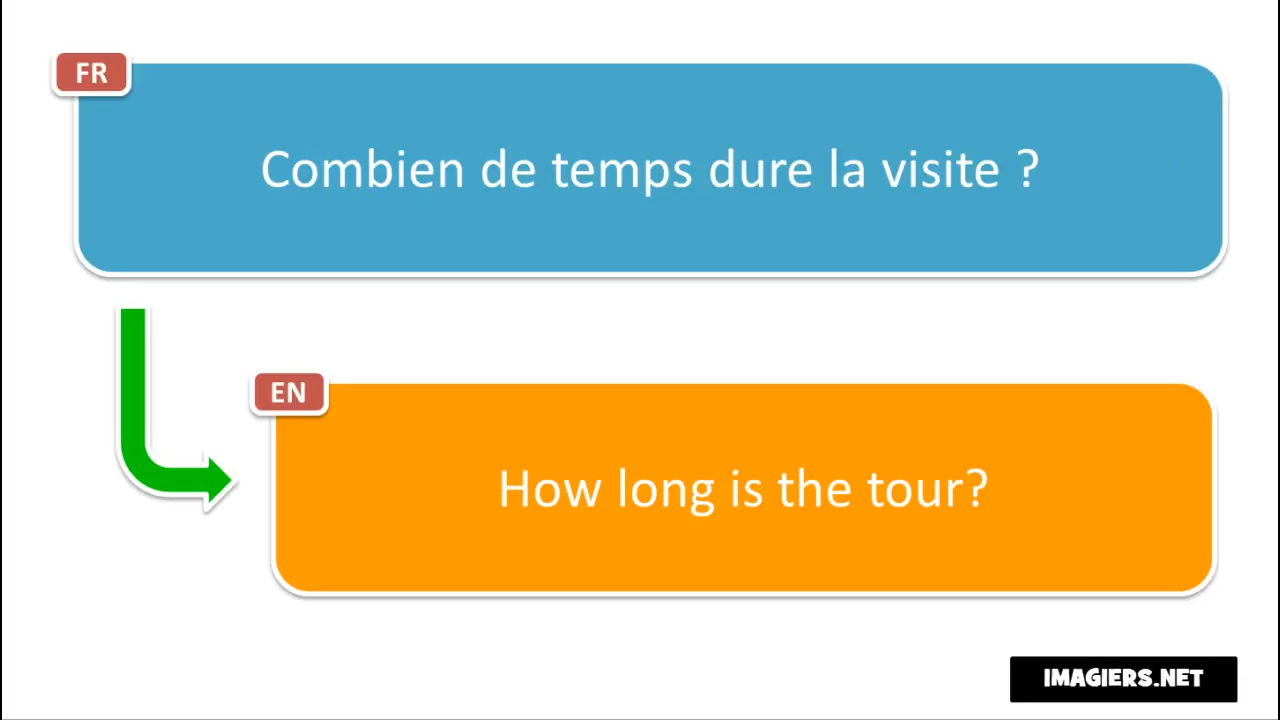 FR
Combien de temps dure la visite ?
EN
How long is the tour?
IMAGIERS.NET